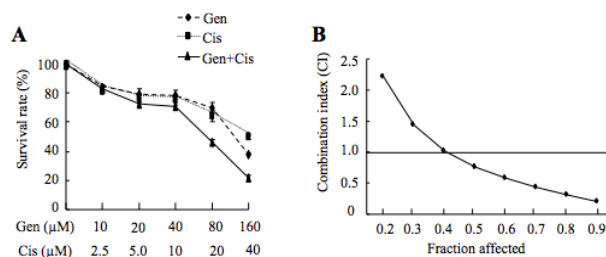 A
Gen
Cis
Gen+Cis
Survival rate (%)
100
80
60
40
20
0
Gen (µM) 10 20 40 80 160
Cis (µM) 2.5 5.0 10 20 40
B
Combination index (CI)
2.5
2.0
1.5
1.0
0.5
0.0
0.2 0.3 0.4 0.5 0.6 0.7 0.8 0.9
Fraction affected